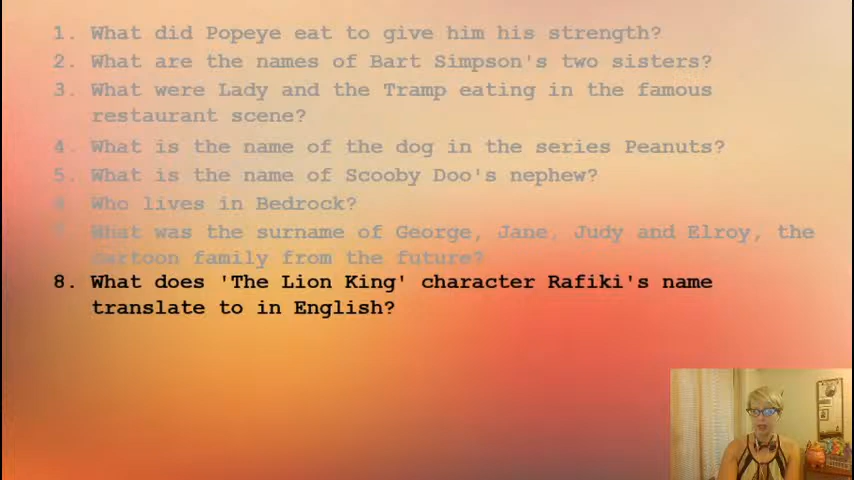 1. What did Popeye eat to give him his strength?
2. What are the names of Bart Simpson's two sisters?
3. What were Lady and the Tramp eating in the famous
restaurant scene?
4. What is the name of the dog in the series Peanuts?
5. What is the name of Scooby Doo's nephew?
6. Who lives in Bedrock?
7. What was the surname of George, Jane, Judy and Elroy, the
cartoon family from the future?
8. What does 'The Lion King' character Rafiki's name
translate to in English?